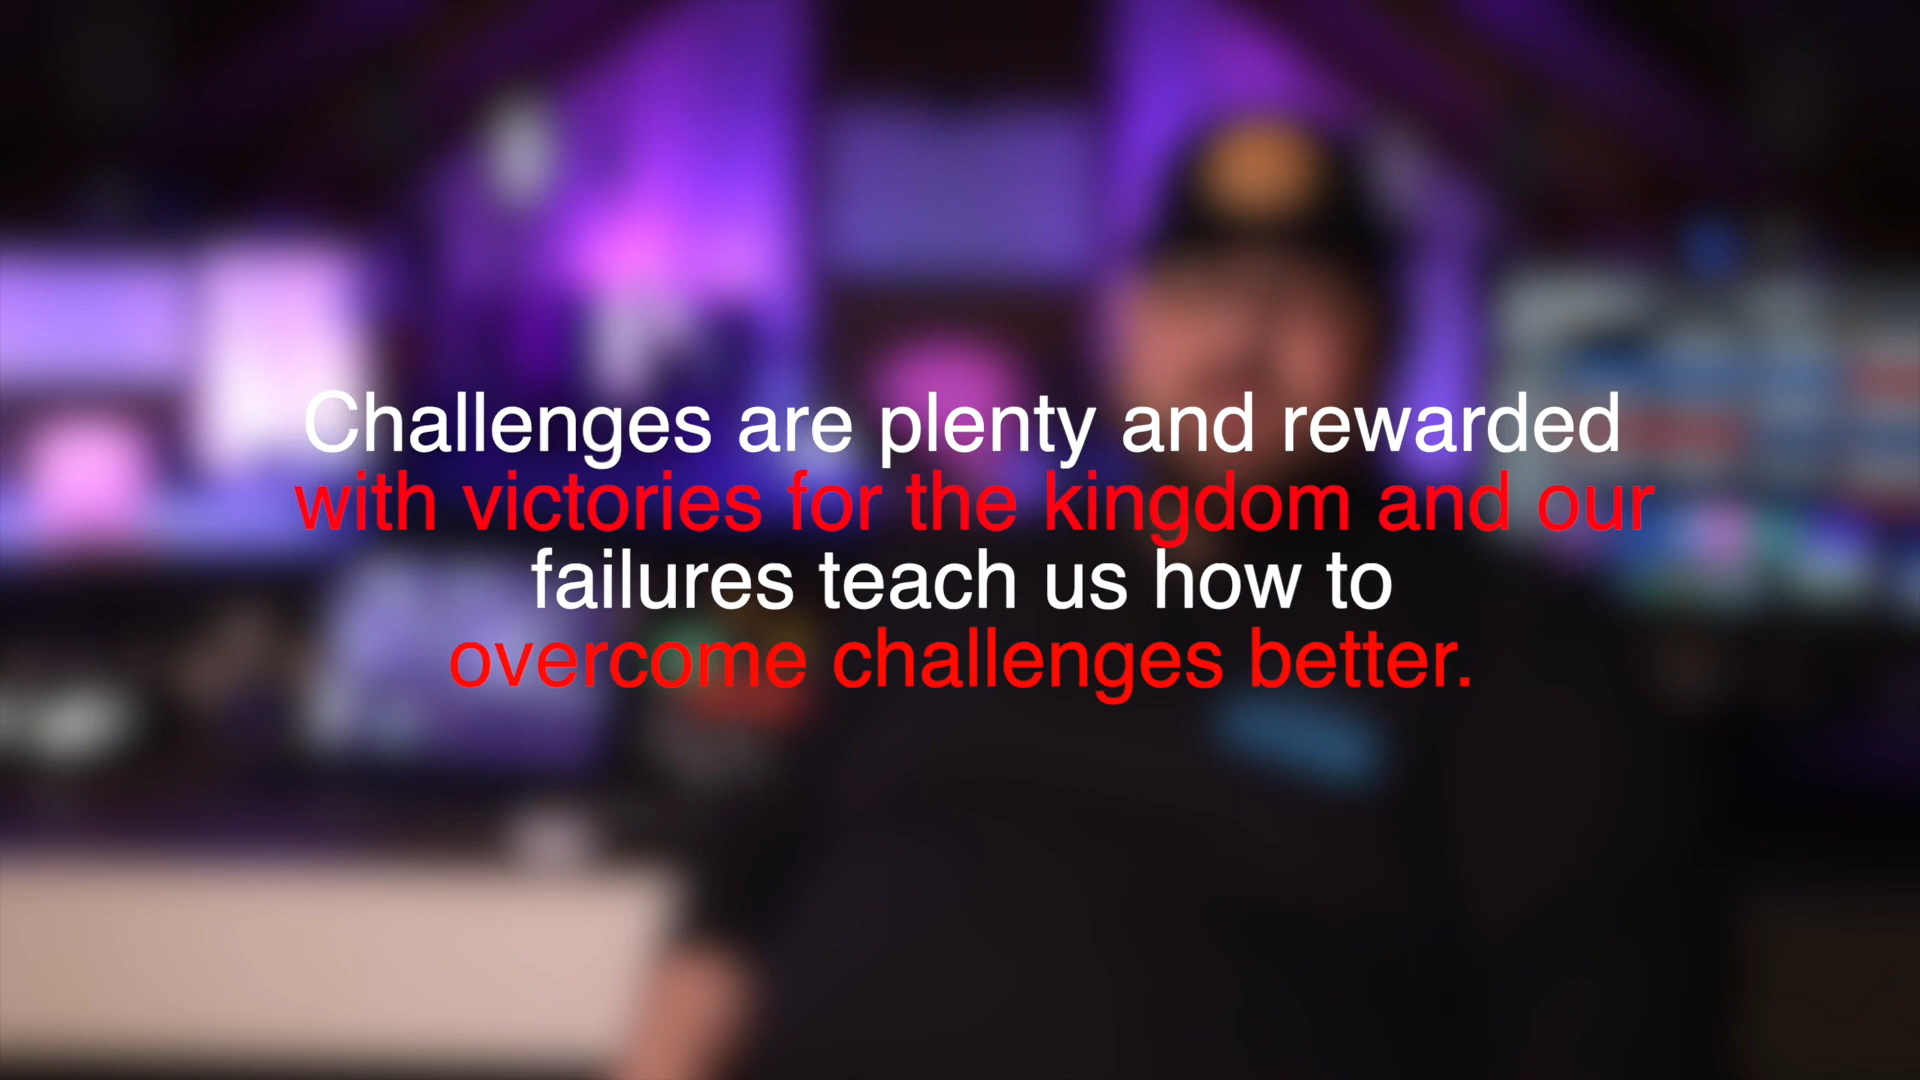 Challenges are plenty and rewarded
with victories for the kingdom and our
failures teach us how to
overcome challenges better.